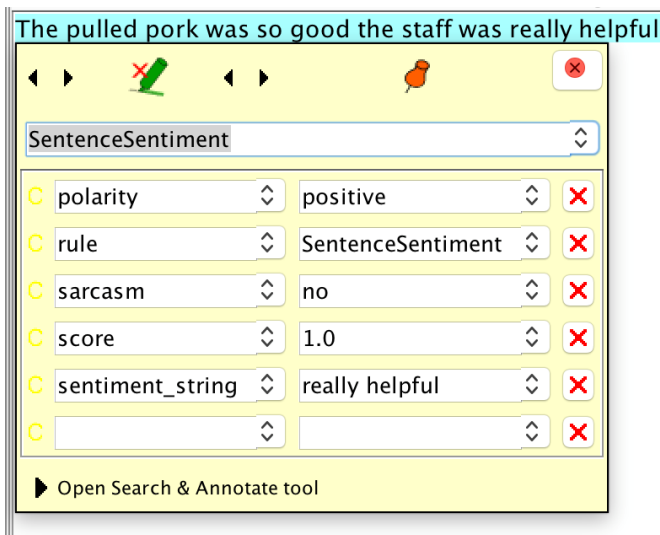 The pulled pork was so good the staff was really helpful
SentenceSentiment
C polarity positive
C rule SentenceSentiment
C sarcasm no
C score 1.0
C sentiment_string really helpful
C
Open Search & Annotate tool